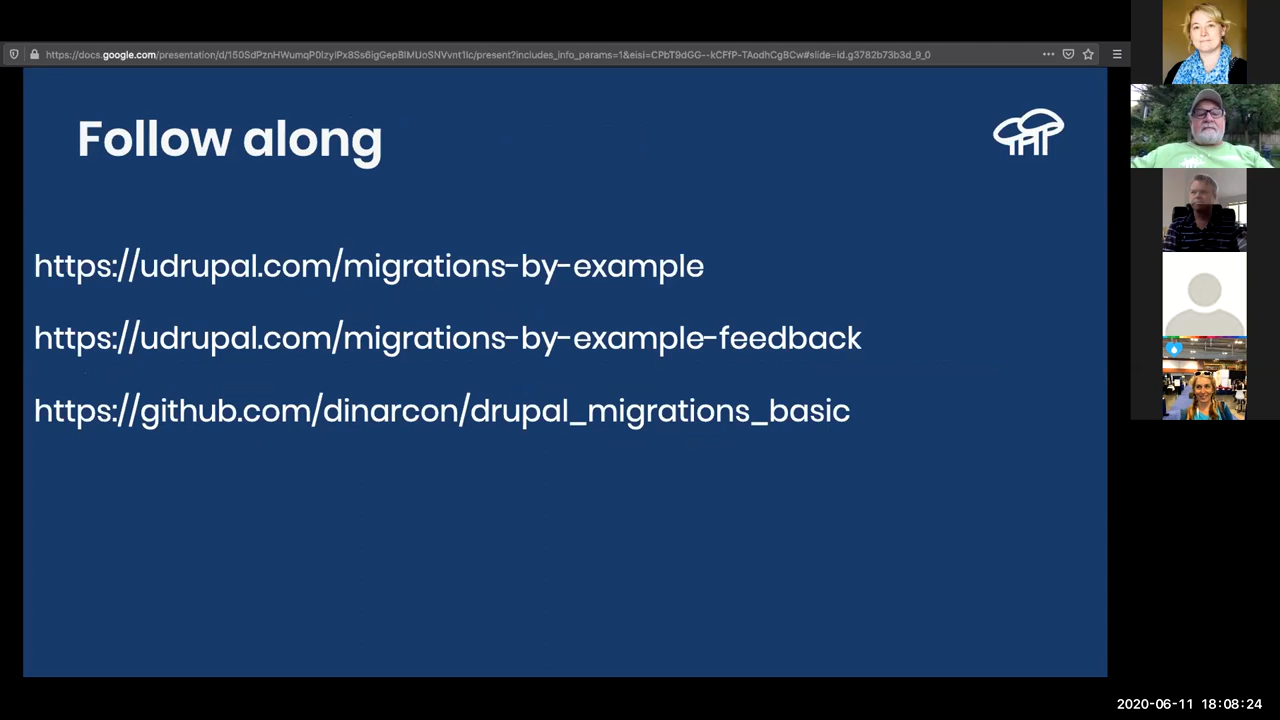 https://docs.google.com/presentation/d/150SdPznHWumqP0IzyIPx8Ss6igGepBlMUoSNVvnt1Ic/present?includes_info_params=1&eisi=CPbT9dGG--kCFfP-TAodhCgBCw#slide=id.g3782b73b3d_9_0
Follow along
https://udrupal.com/migrations-by-example
https://udrupal.com/migrations-by-example-feedback
https://github.com/dinarcon/drupal_migrations_basic
2020-06-11 18:08:24